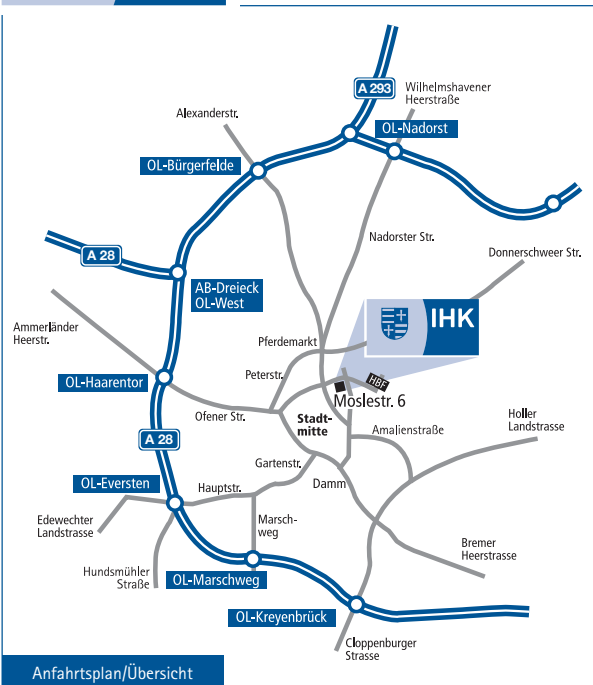 A 293
Wilhelmshavener
Heerstraße
Alexanderstr.
OL-Nadorst
OL-Bürgerfelde
Nadorster Str.
Donnerschweer Str.
A 28
AB-Dreieck
OL-West
IHK
Ammerländer
Heerstr.
Pferdemarkt
Peterstr.
OL-Haarentor
HBF
Moslestr. 6
Ofener Str.
Stadt-
mitte
Holler
Landstrasse
Amalienstraße
A 28
Gartenstr.
OL-Eversten
Hauptstr.
Damm
Edewechter
Landstrasse
Marsch-
weg
Bremer
Heerstrasse
Hundsmühler
Straße
OL-Marschweg
OL-Kreyenbrück
Cloppenburger
Strasse
Anfahrtsplan/Übersicht